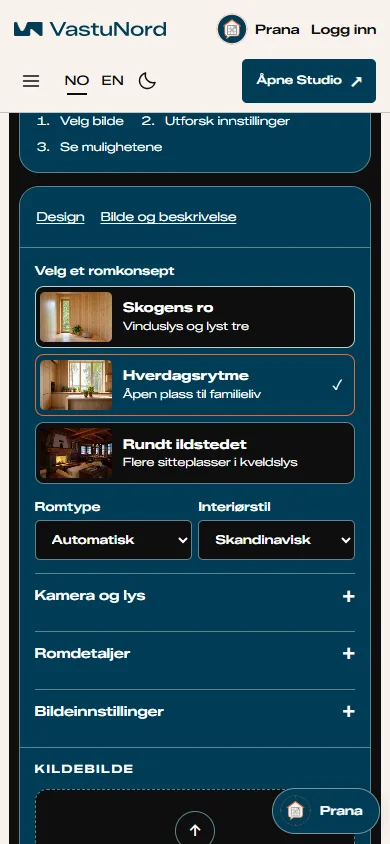 VastuNord
Prana Logg inn
NO EN
Åpne Studio ↗
1. Velg bilde 2. Utforsk innstillinger
3. Se mulighetene
Design Bilde og beskrivelse
Velg et romkonsept
Skogens ro
Vinduslys og lyst tre
Hverdagsrytme
Åpen plass til familieliv
✓
Rundt ildstedet
Flere sitteplasser i kveldslys
Romtype Interiørstil
Automatisk Skandinavisk
Kamera og lys +
Romdetaljer +
Bildeinnstillinger +
KILDEBILDE
Prana